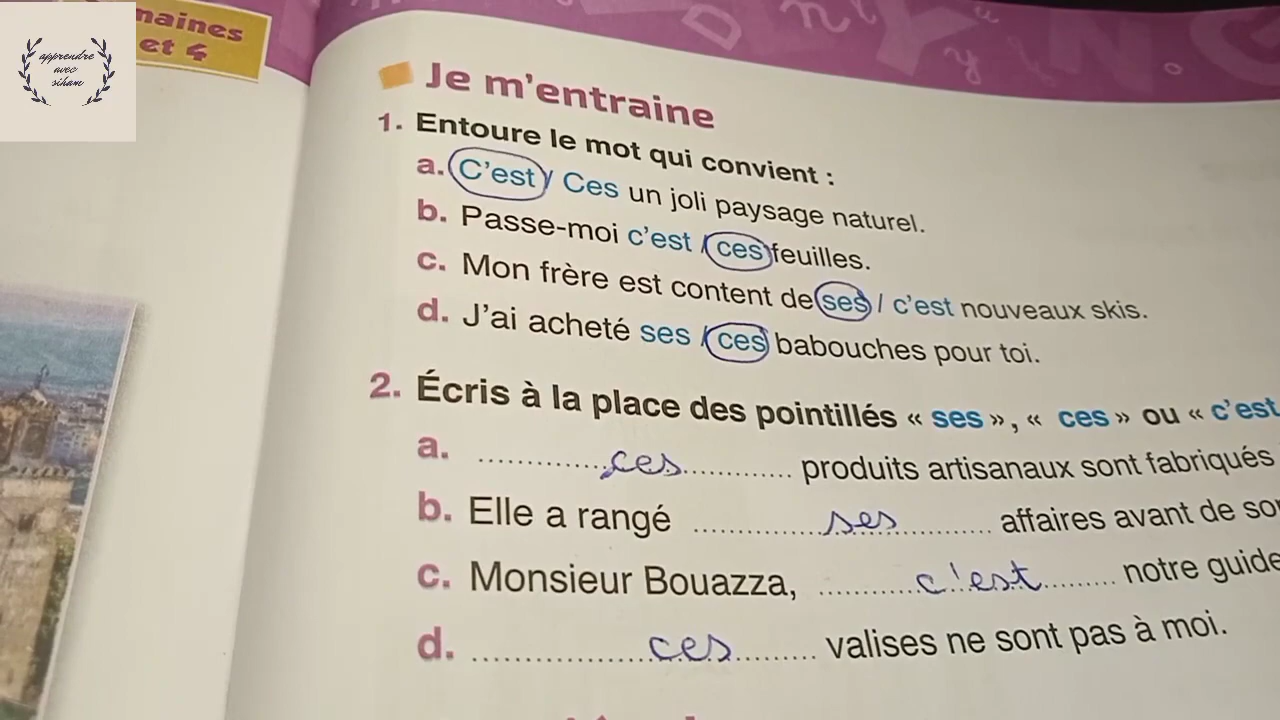 maines
et 4
apprendre
avec
siham
Je m'entraine
1. Entoure le mot qui convient :
a. C'est / Ces un joli paysage naturel.
b. Passe-moi c'est / ces feuilles.
c. Mon frère est content de ses / c'est nouveaux skis.
d. J'ai acheté ses / ces babouches pour toi.
2. Écris à la place des pointillés « ses », « ces » ou « c'est
a. ............ces............ produits artisanaux sont fabriqués
b. Elle a rangé ............ses............ affaires avant de
c. Monsieur Bouazza, ............c'est............ notre guide
d. ............ces............ valises ne sont pas à moi.